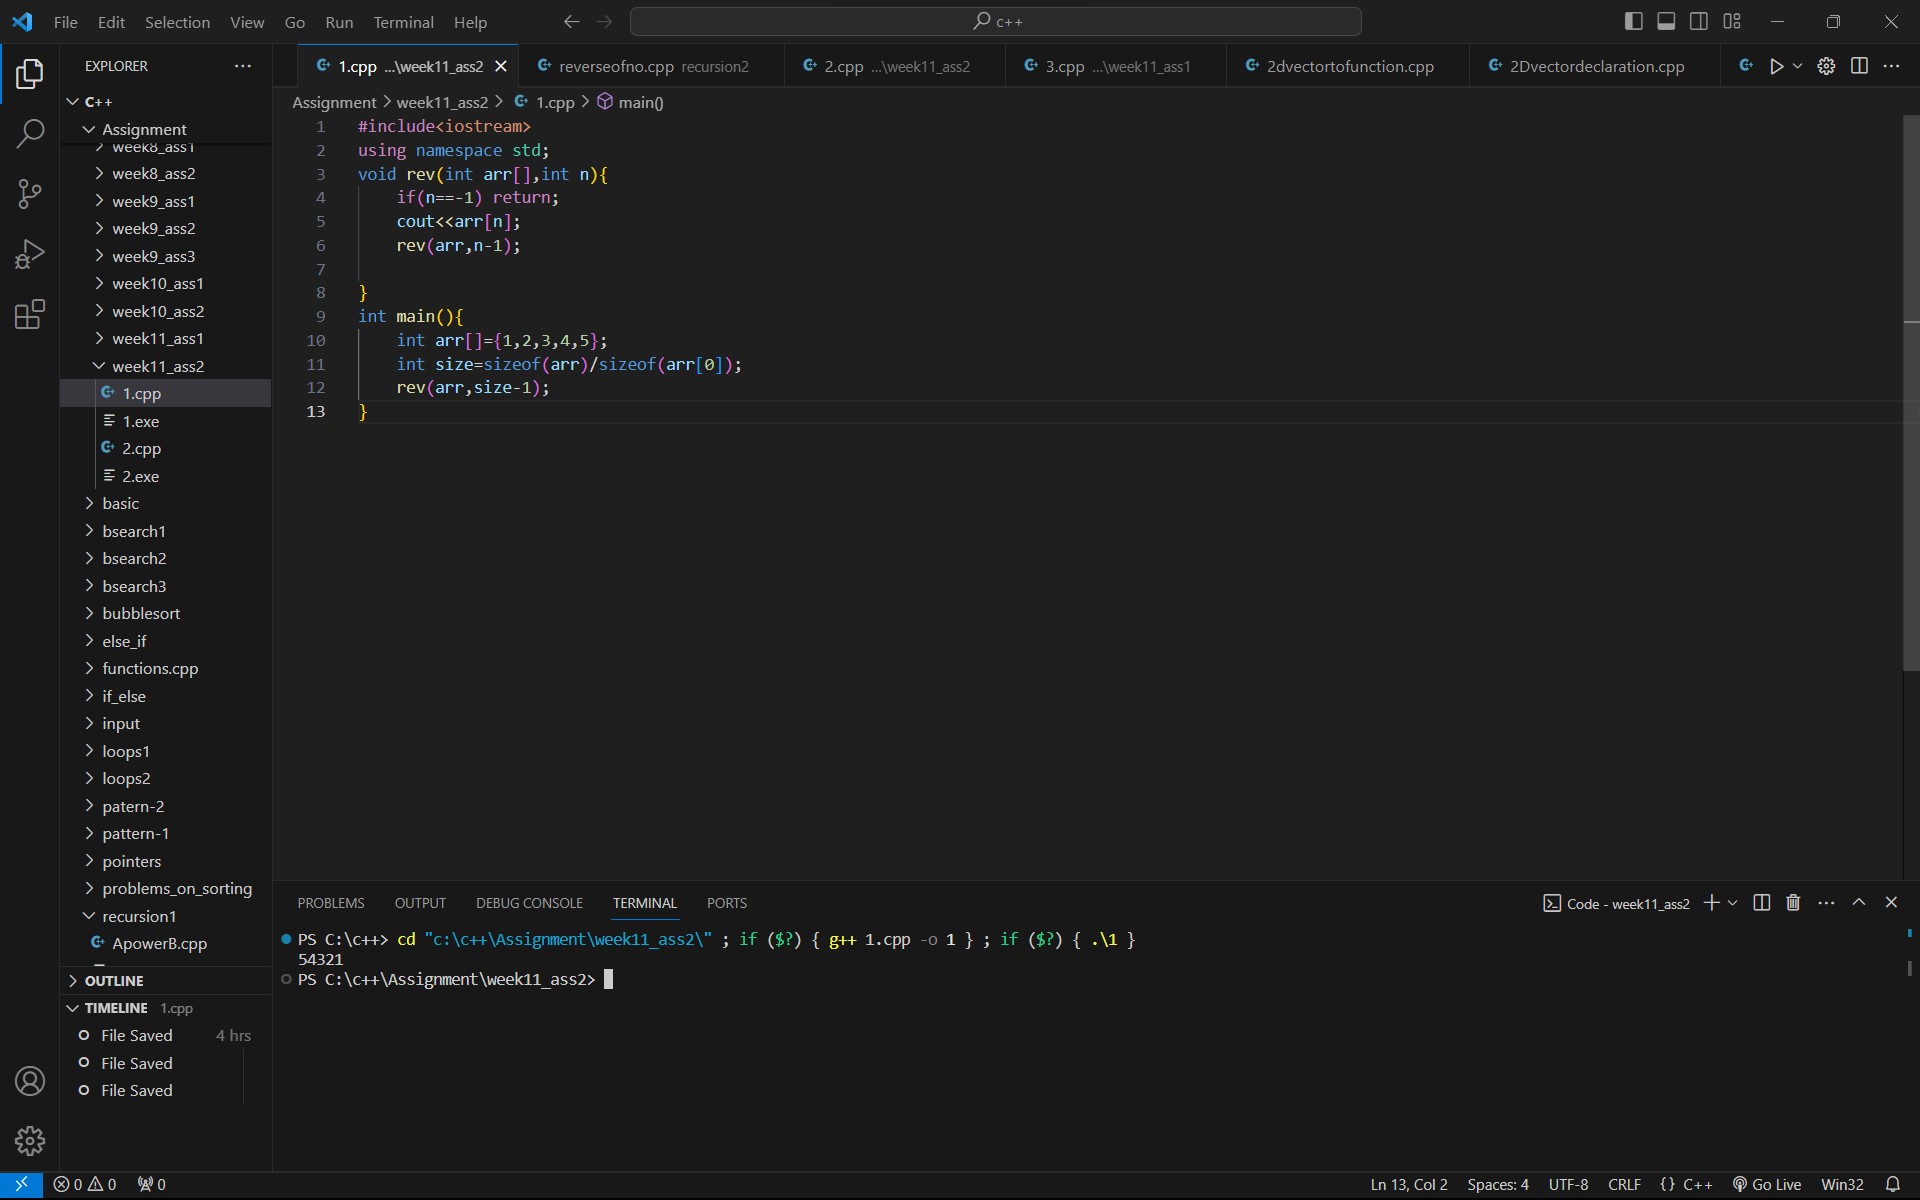 File Edit Selection View Go Run Terminal Help
c++
EXPLORER
C++
Assignment
week8_ass1
week8_ass2
week9_ass1
week9_ass2
week9_ass3
week10_ass1
week10_ass2
week11_ass1
week11_ass2
1.cpp
1.exe
2.cpp
2.exe
basic
bsearch1
bsearch2
bsearch3
bubblesort
else_if
functions.cpp
if_else
input
loops1
loops2
patern-2
pattern-1
pointers
problems_on_sorting
recursion1
ApowerB.cpp
OUTLINE
TIMELINE 1.cpp
File Saved 4 hrs
File Saved
File Saved
1.cpp ...\week11_ass2 reverseofno.cpp recursion2 2.cpp ...\week11_ass2 3.cpp ...\week11_ass1 2dvectortofunction.cpp 2Dvectordeclaration.cpp
Assignment > week11_ass2 > 1.cpp > main()
1 #include<iostream>
2 using namespace std;
3 void rev(int arr[],int n){
4 if(n==-1) return;
5 cout<<arr[n];
6 rev(arr,n-1);
7
8 }
9 int main(){
10 int arr[]={1,2,3,4,5};
11 int size=sizeof(arr)/sizeof(arr[0]);
12 rev(arr,size-1);
13 }
PROBLEMS OUTPUT DEBUG CONSOLE TERMINAL PORTS
Code - week11_ass2
PS C:\c++> cd "c:\c++\Assignment\week11_ass2\" ; if ($?) { g++ 1.cpp -o 1 } ; if ($?) { .\1 }
54321
PS C:\c++\Assignment\week11_ass2>
0 0 0
Ln 13, Col 2 Spaces: 4 UTF-8 CRLF {} C++ Go Live Win32